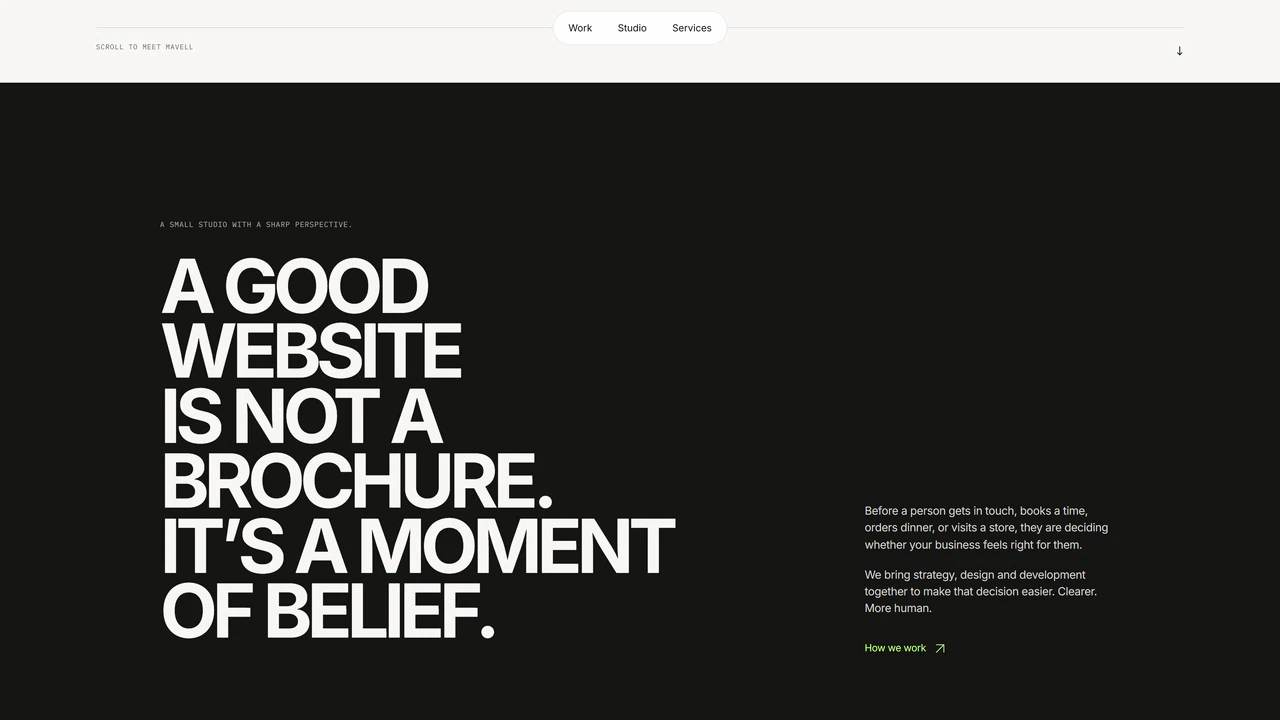 Work Studio Services
SCROLL TO MEET MAVELL
↓
A SMALL STUDIO WITH A SHARP PERSPECTIVE.
A GOOD
WEBSITE
IS NOT A
BROCHURE.
IT’S A MOMENT
OF BELIEF.
Before a person gets in touch, books a time,
orders dinner, or visits a store, they are deciding
whether your business feels right for them.
We bring strategy, design and development
together to make that decision easier. Clearer.
More human.
How we work